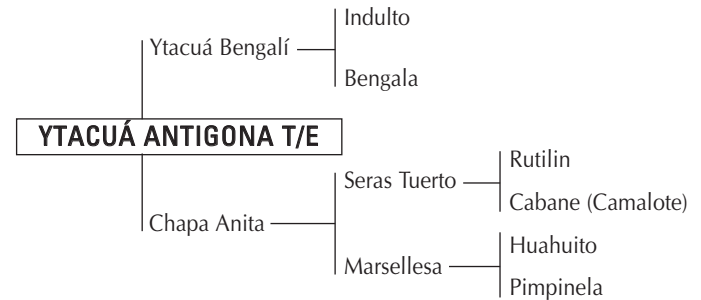 Indulto
Ytacuá Bengalí
Bengala
YTACUÁ ANTIGONA T/E
Rutilin
Seras Tuerto
Cabane (Camalote)
Chapa Anita
Huahuito
Marsellesa
Pimpinela